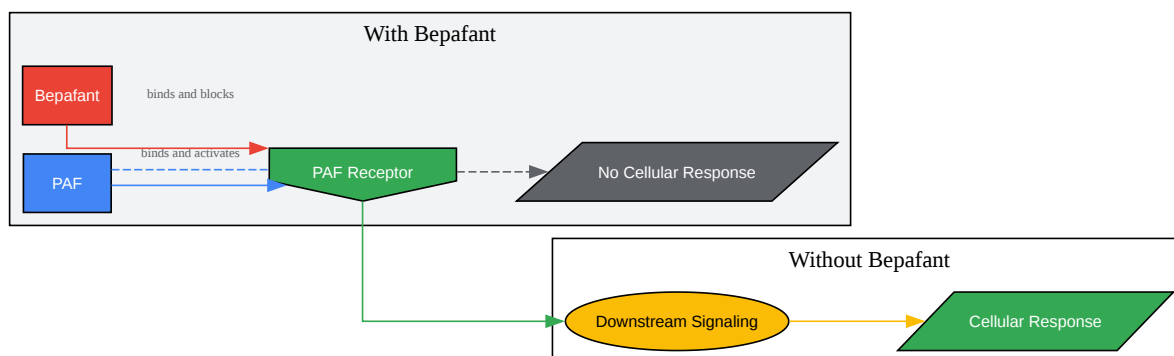 With Bepafant
Bepafant
binds and blocks
binds and activates
PAF
PAF Receptor
No Cellular Response
Without Bepafant
Downstream Signaling
Cellular Response